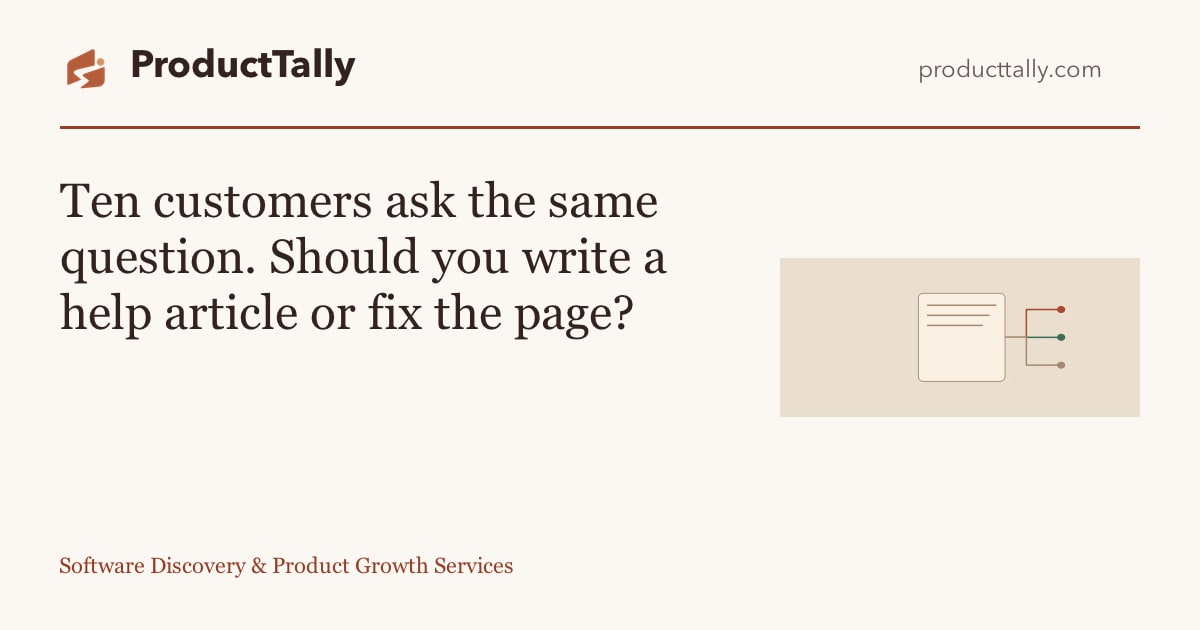 ProductTally
producttally.com
Ten customers ask the same
question. Should you write a
help article or fix the page?
Software Discovery & Product Growth Services